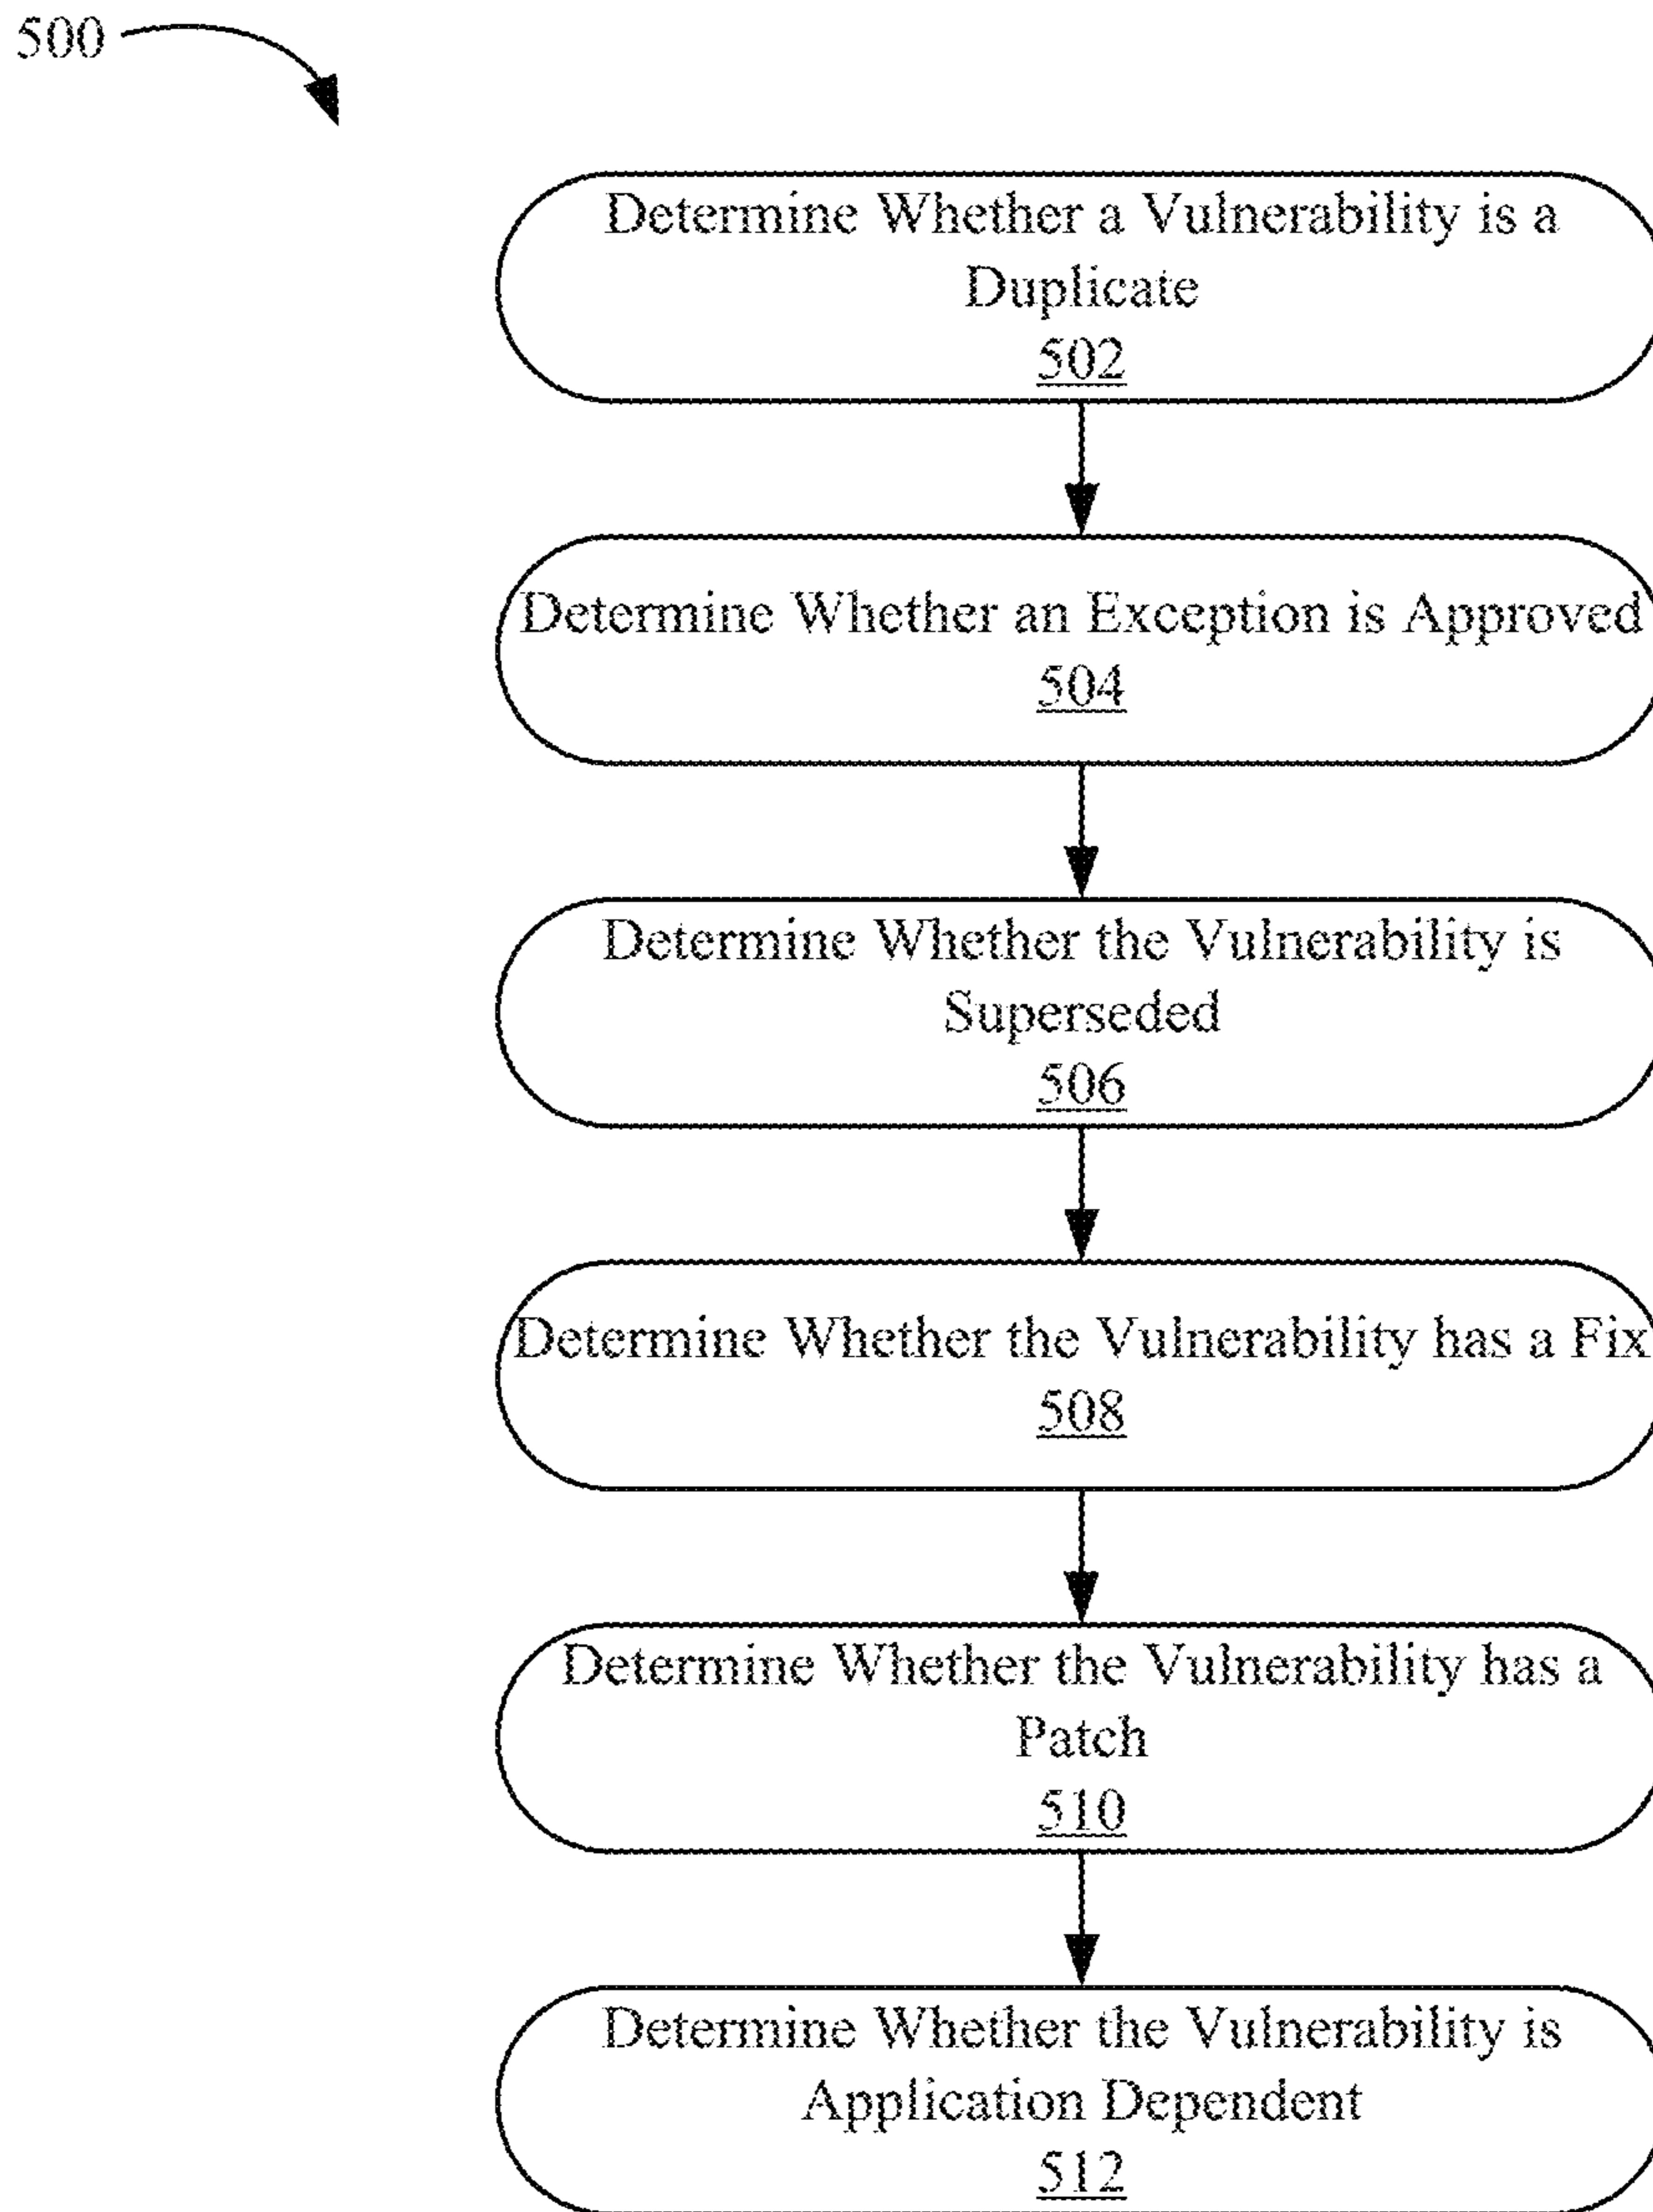 500
Determine Whether a Vulnerability is a
Duplicate
502
Determine Whether an Exception is Approved
504
Determine Whether the Vulnerability is
Superseded
506
Determine Whether the Vulnerability has a Fix
508
Determine Whether the Vulnerability has a
Patch
510
Determine Whether the Vulnerability is
Application Dependent
512